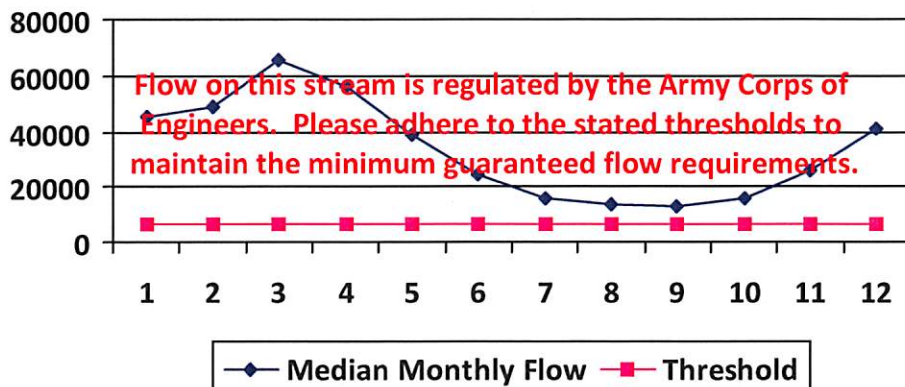 80000
60000
40000
20000
0
Flow on this stream is regulated by the Army Corps of
Engineers. Please adhere to the stated thresholds to
maintain the minimum guaranteed flow requirements.
1 2 3 4 5 6 7 8 9 10 11 12
Median Monthly Flow Threshold